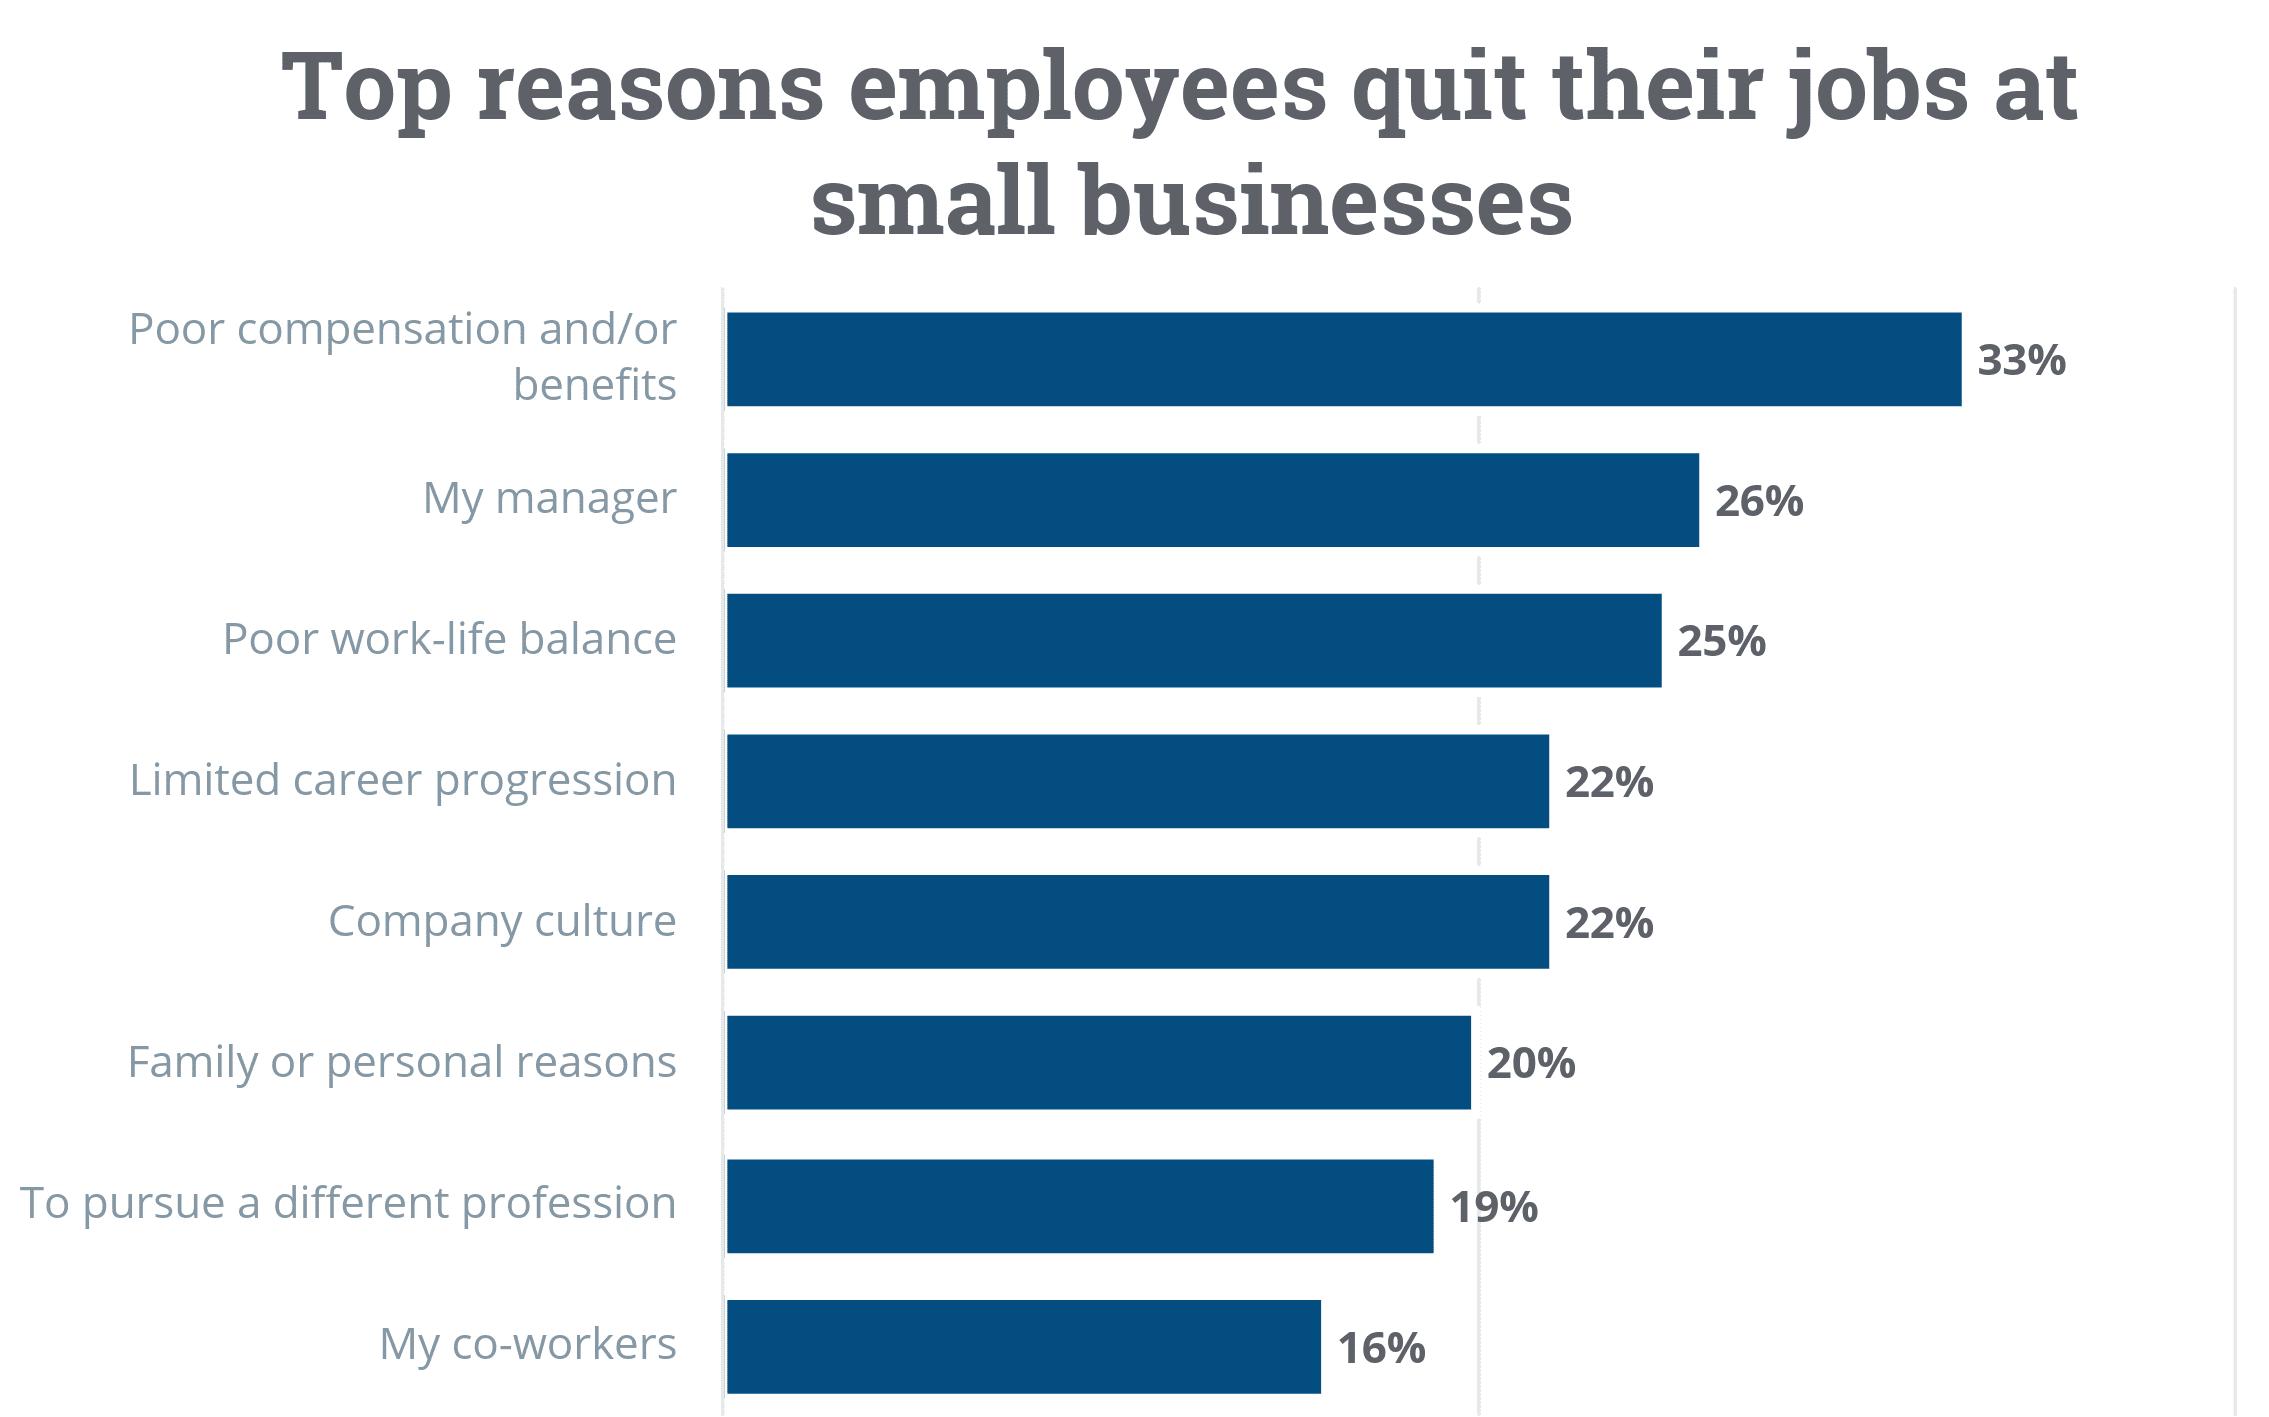 Top reasons employees quit their jobs at
small businesses
Poor compensation and/or
benefits
33%
My manager
26%
Poor work-life balance
25%
Limited career progression
22%
Company culture
22%
Family or personal reasons
20%
To pursue a different profession
19%
My co-workers
16%